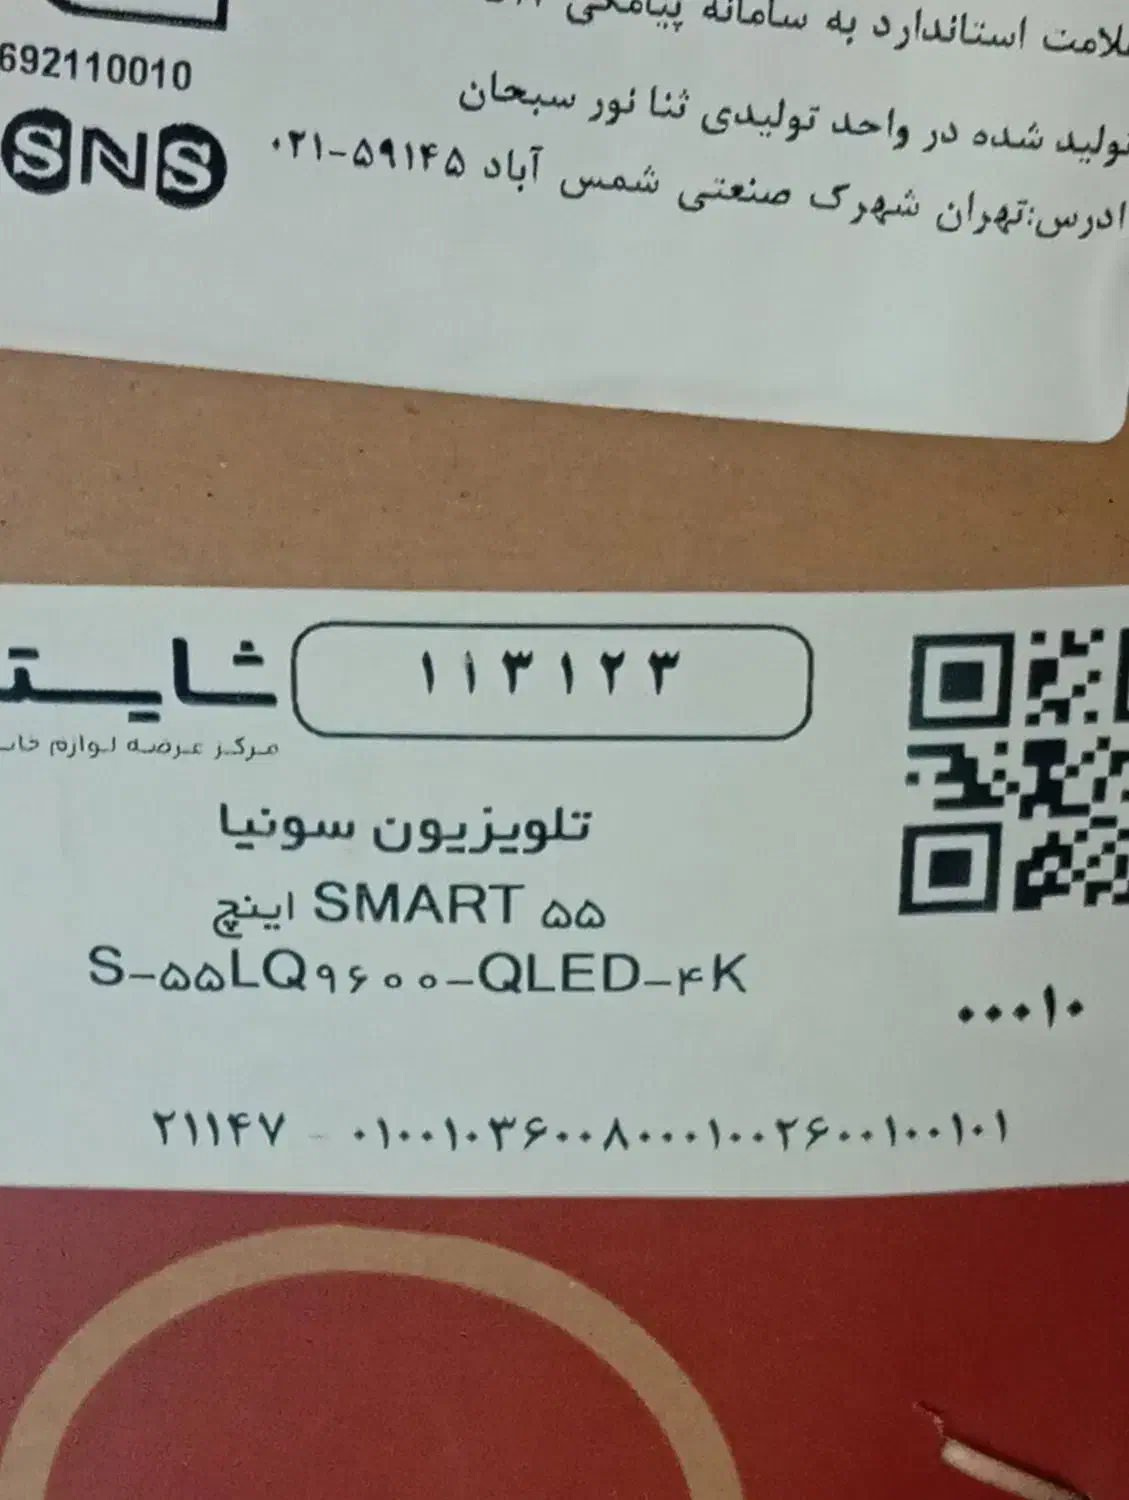 علامت استاندارد به سامانه پیامکی
692110010
تولید شده در واحد تولیدی ثنا نور سبحان
SNS
ادرس:تهران شهرک صنعتی شمس آباد ۵۹۱۴۵-۰۲۱
۱۱۳۱۲۳
مرکز عرضه لوازم
تلویزیون سونیا
۵۵ SMART اینچ
S-۵۵LQ۹۶۰۰-QLED-۴K
۰۰۰۱۰
۲۱۱۴۷ - ۰۱۰۰۱۰۳۶۰۰۸۰۰۰۱۰۰۲۶۰۰۱۰۰۱۰۱